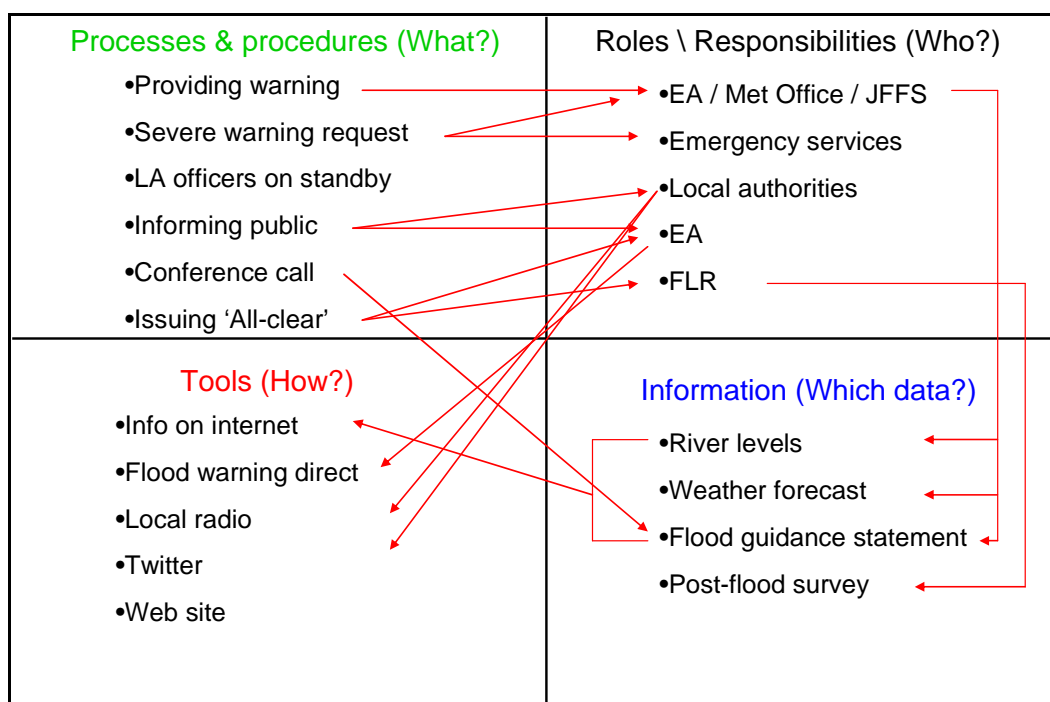 Processes & procedures (What?)
•Providing warning
•Severe warning request
•LA officers on standby
•Informing public
•Conference call
•Issuing ‘All-clear’
Roles \ Responsibilities (Who?)
•EA / Met Office / JFFS
•Emergency services
•Local authorities
•EA
•FLR
Tools (How?)
•Info on internet
•Flood warning direct
•Local radio
•Twitter
•Web site
Information (Which data?)
•River levels
•Weather forecast
•Flood guidance statement
•Post-flood survey